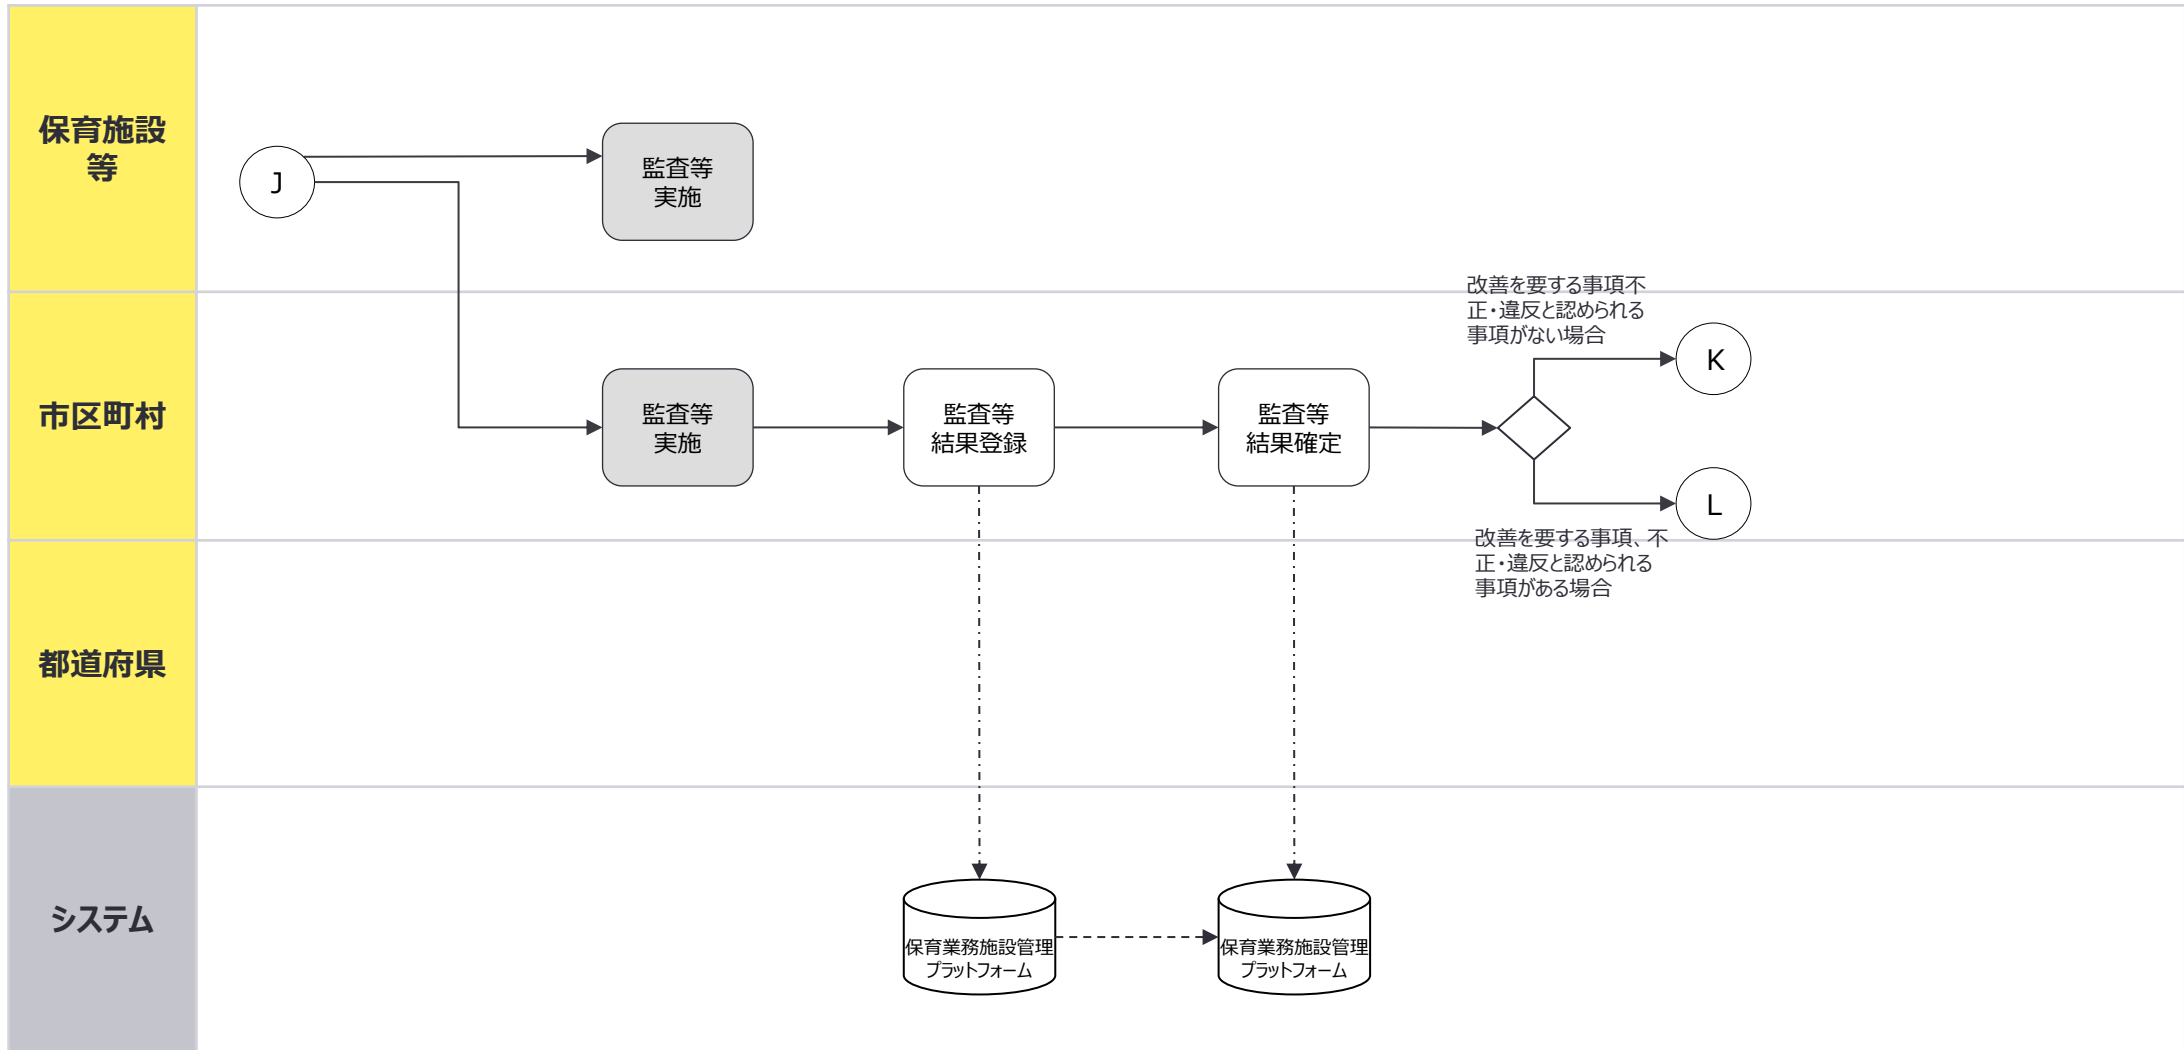 保育施設
等
J
監査等
実施
市区町村
監査等
実施
監査等
結果登録
監査等
結果確定
改善を要する事項不
正・違反と認められる
事項がない場合
K
L
改善を要する事項、不
正・違反と認められる
事項がある場合
都道府県
システム
保育業務施設管理
プラットフォーム
保育業務施設管理
プラットフォーム